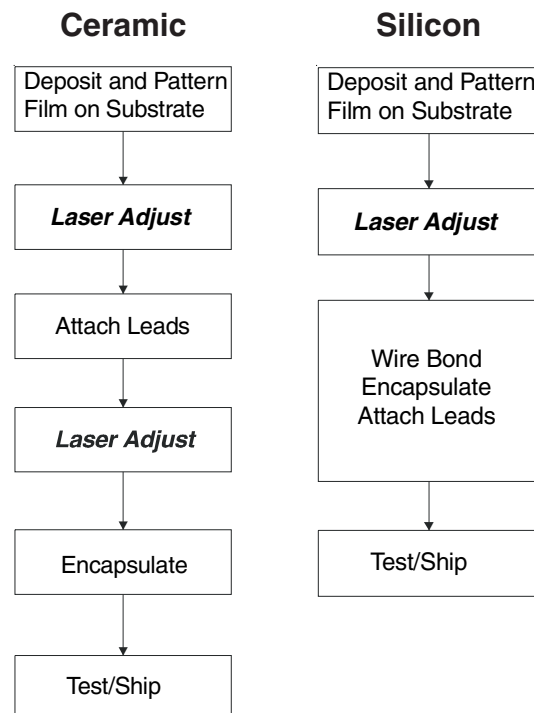 Ceramic
Deposit and Pattern
Film on Substrate
Laser Adjust
Attach Leads
Laser Adjust
Encapsulate
Test/Ship
Silicon
Deposit and Pattern
Film on Substrate
Laser Adjust
Wire Bond
Encapsulate
Attach Leads
Test/Ship